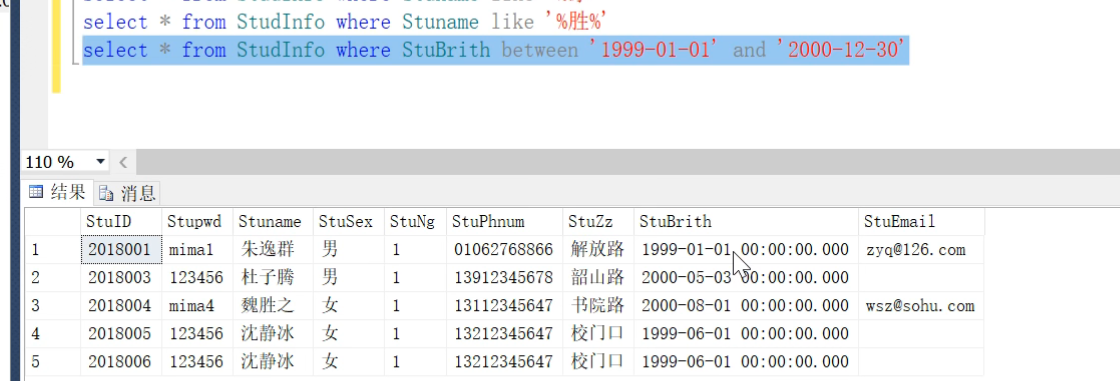 select * from StudInfo where Stuname like '%胜%'
select * from StudInfo where StuBrith between '1999-01-01' and '2000-12-30'
110 %
结果 消息
StuID Stupwd Stuname StuSex StuNg StuPhnum StuZz StuBrith StuEmail
1 2018001 mima1 朱逸群 男 1 01062768866 解放路 1999-01-01 00:00:00.000 zyq@126.com
2 2018003 123456 杜子腾 男 1 13912345678 韶山路 2000-05-03 00:00:00.000
3 2018004 mima4 魏胜之 女 1 13112345647 书院路 2000-08-01 00:00:00.000 wsz@sohu.com
4 2018005 123456 沈静冰 女 1 13212345647 校门口 1999-06-01 00:00:00.000
5 2018006 123456 沈静冰 女 1 13212345647 校门口 1999-06-01 00:00:00.000